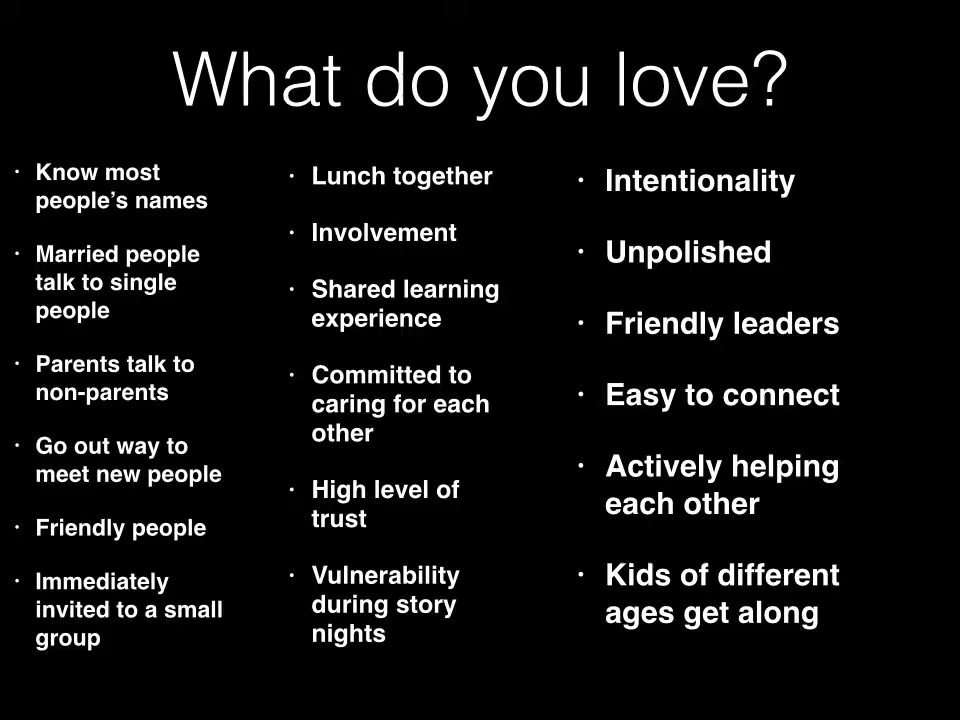 What do you love?
• Know most
people’s names
• Married people
talk to single
people
• Parents talk to
non-parents
• Go out way to
meet new people
• Friendly people
• Immediately
invited to a small
group
• Lunch together
• Involvement
• Shared learning
experience
• Committed to
caring for each
other
• High level of
trust
• Vulnerability
during story
nights
• Intentionality
• Unpolished
• Friendly leaders
• Easy to connect
• Actively helping
each other
• Kids of different
ages get along